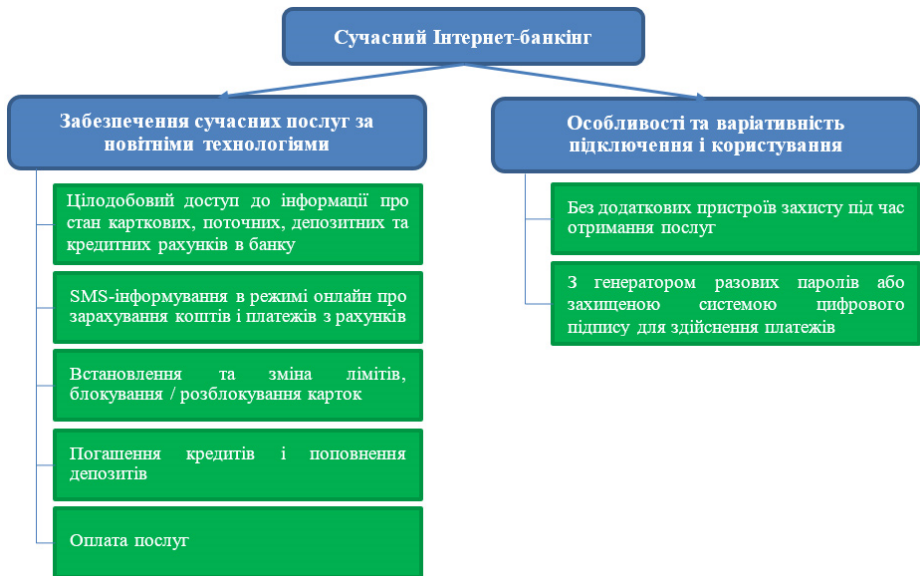 Сучасний Інтернет-банкінг
Забезпечення сучасних послуг за
новітніми технологіями
Цілодобовий доступ до інформації про
стан карткових, поточних, депозитних та
кредитних рахунків в банку
SMS-інформування в режимі онлайн про
зарахування коштів і платежів з рахунків
Встановлення та зміна лімітів,
блокування / розблокування карток
Погашення кредитів і поповнення
депозитів
Оплата послуг
Особливості та варіативність
підключення і користування
Без додаткових пристроїв захисту під час
отримання послуг
З генератором разових паролів або
захищеною системою цифрового
підпису для здійснення платежів